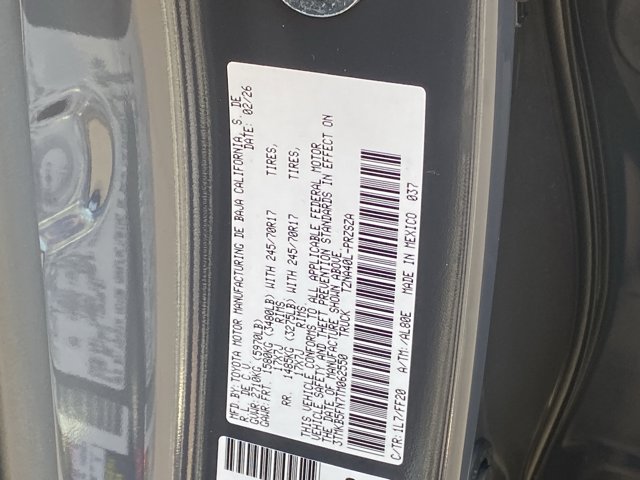 MFD.BY:TOYOTA MOTOR MANUFACTURING DE BAJA CALIFORNIA, S. DE
R.L. DE C.V. DATE: 02/26
GVWR:2710KG(5970LB)
GAWR:FRT. 1580KG (3480LB) WITH 245/70R17 TIRES,
17X7J RIMS
RR. 1485KG (3275LB) WITH 245/70R17 TIRES,
17X7J RIMS
THIS VEHICLE CONFORMS TO ALL APPLICABLE FEDERAL MOTOR
VEHICLE SAFETY AND THEFT PREVENTION STANDARDS IN EFFECT ON
THE DATE OF MANUFACTURE SHOWN ABOVE.
3TMKB5FN7TM062550 TRUCK TZNA40L-PRZSZA
C/TR:1L7/FF20 A/TM:/AL80E MADE IN MEXICO 037